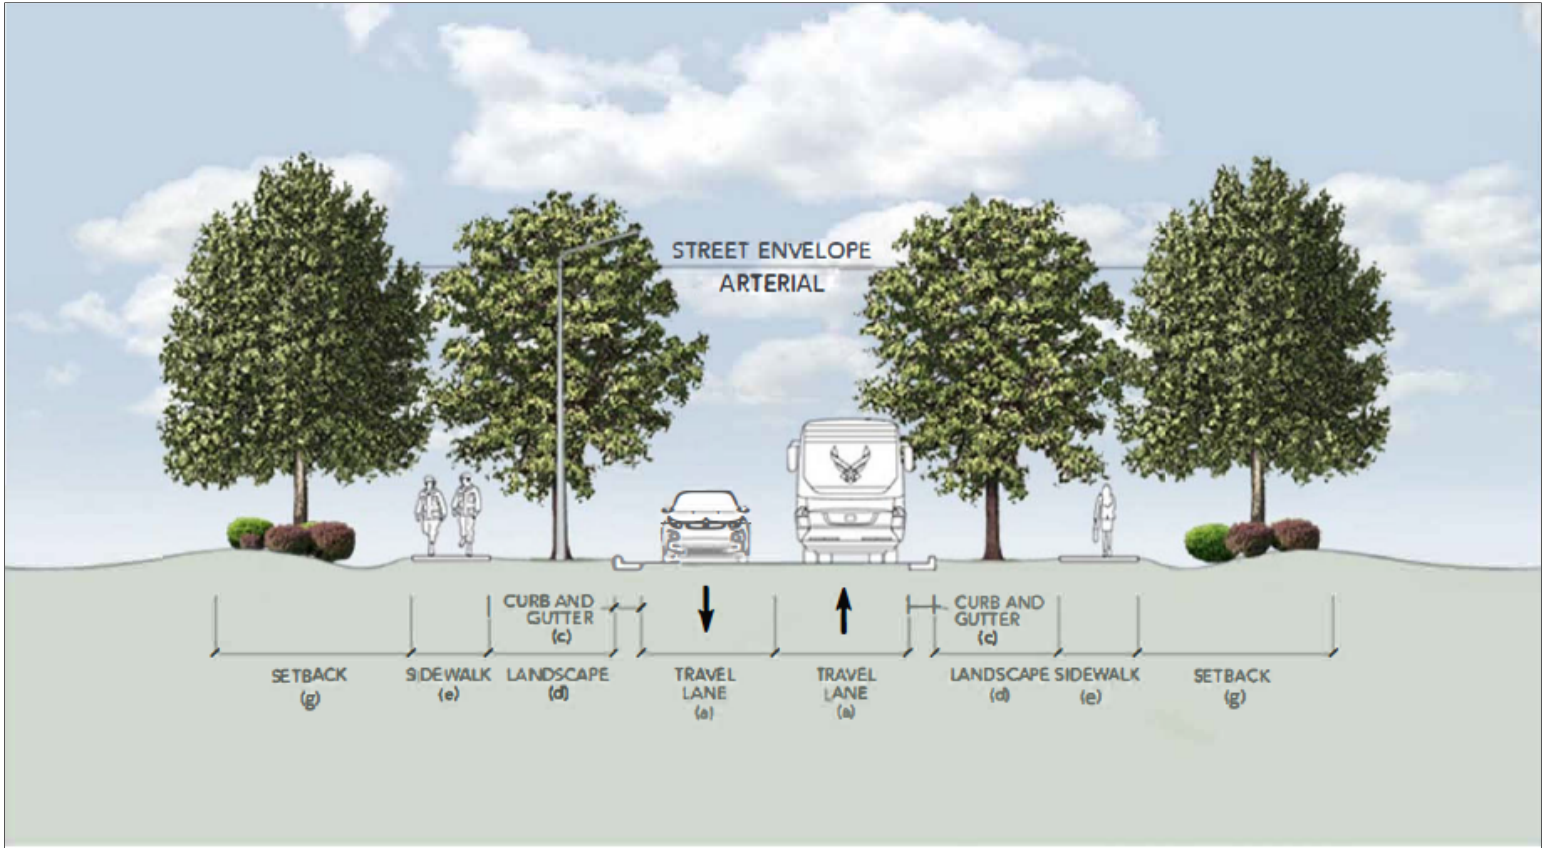 STREET ENVELOPE
ARTERIAL
CURB AND
GUTTER
(c)
CURB AND
GUTTER
(c)
SETBACK
(g)
SIDEWALK
(e)
LANDSCAPE
(d)
TRAVEL
LANE
(a)
TRAVEL
LANE
(a)
LANDSCAPE
(d)
SIDEWALK
(e)
SETBACK
(g)